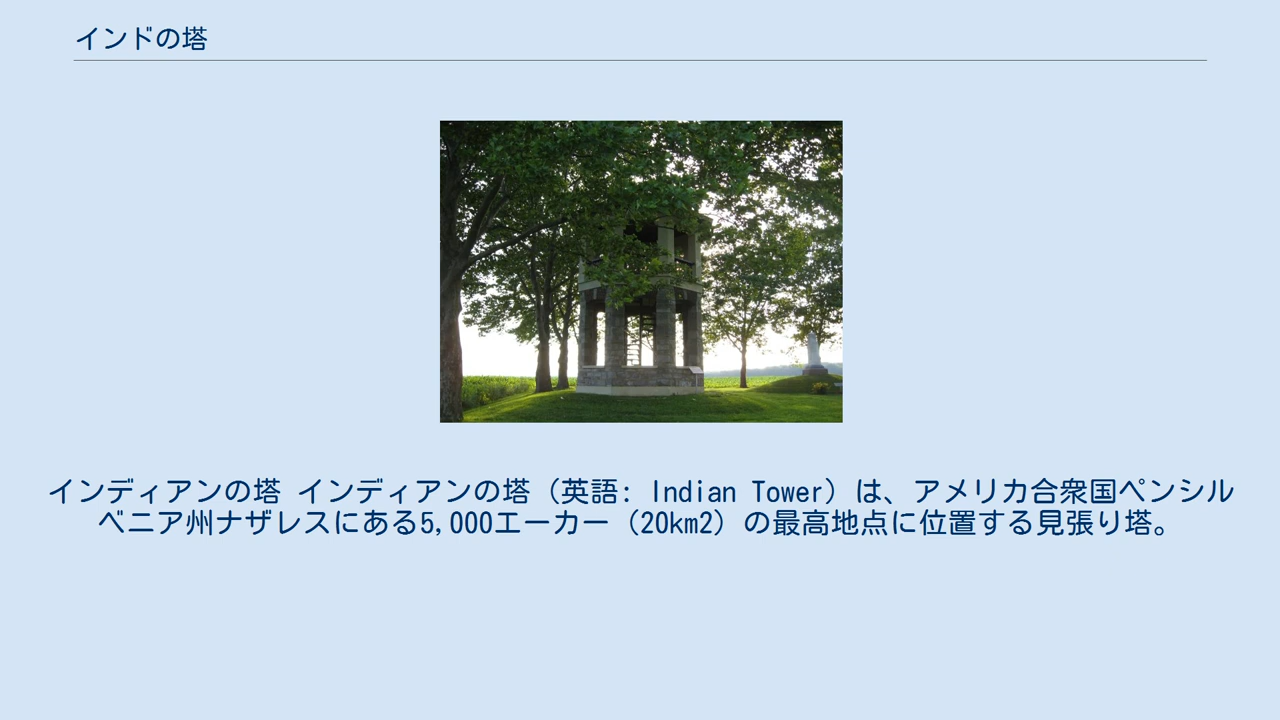 インドの塔
インディアンの塔 インディアンの塔（英語: Indian Tower）は、アメリカ合衆国ペンシル
ベニア州ナザレスにある5,000エーカー（20km2）の最高地点に位置する見張り塔。